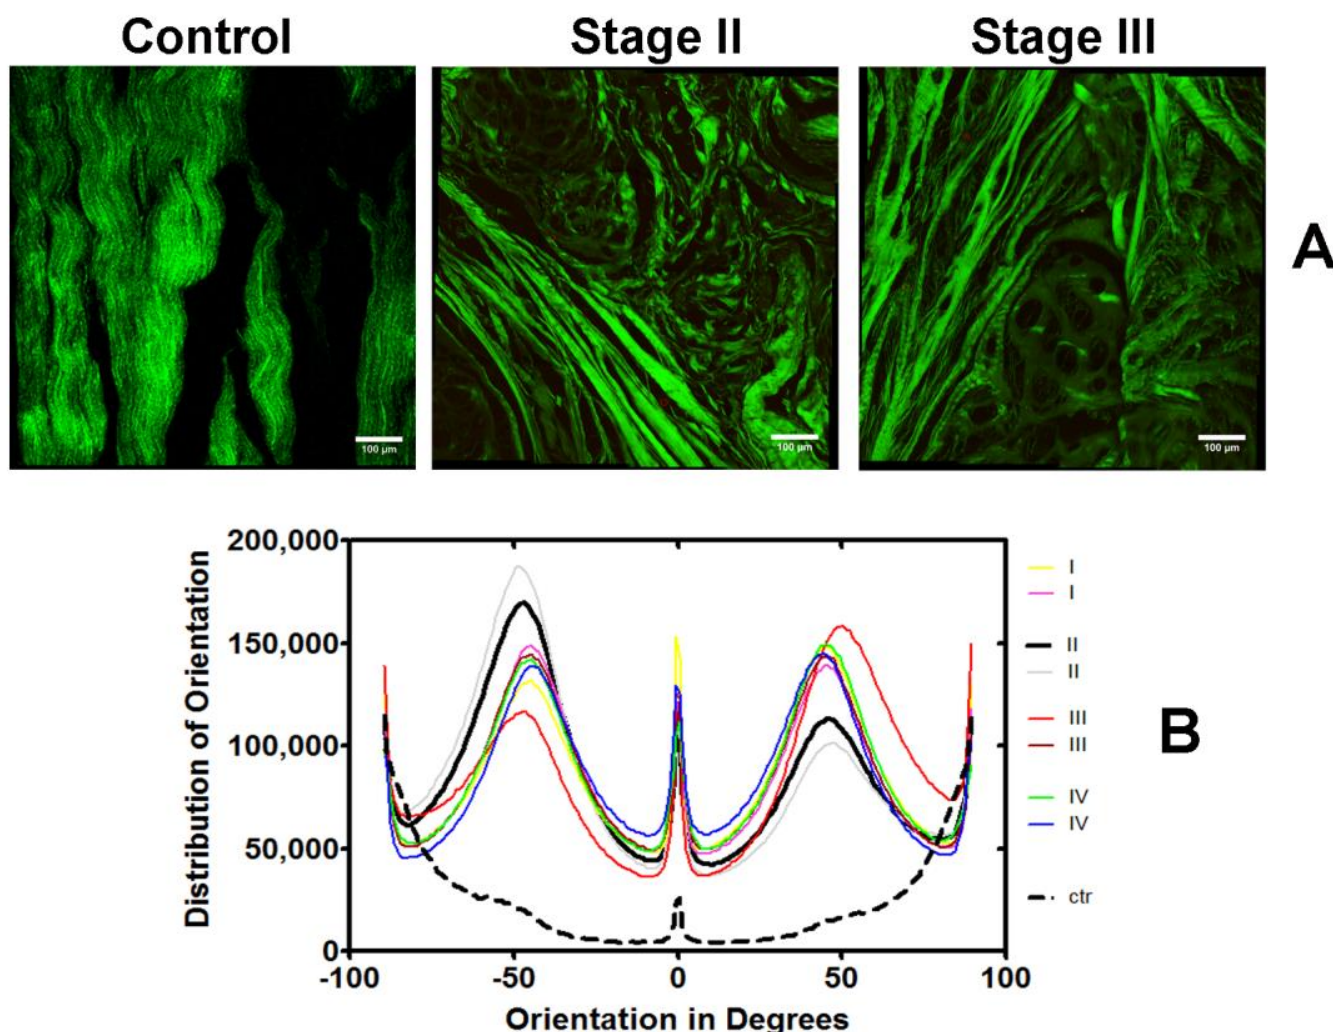 Control
Stage II
Stage III
100 µm
100 µm
100 µm
A
Distribution of Orientation
200,000
150,000
100,000
50,000
0
-100
-50
0
50
100
Orientation in Degrees
I
I
II
II
III
III
IV
IV
ctr
B